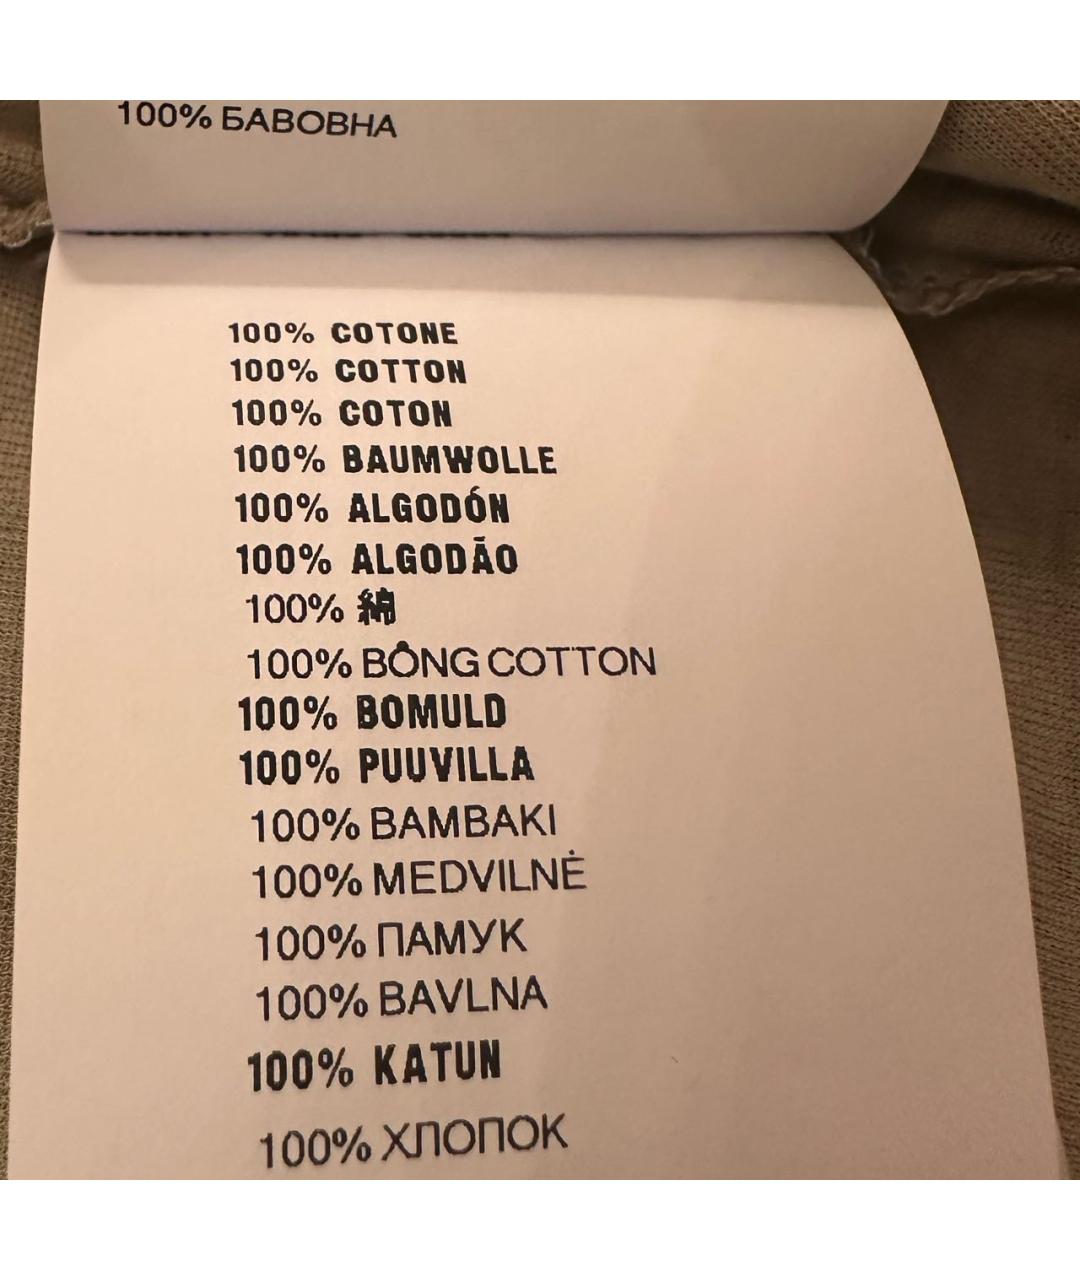 100% БАВОВНА
100% COTONE
100% COTTON
100% COTON
100% BAUMWOLLE
100% ALGODÓN
100% ALGODÃO
100% 綿
100% BÔNG COTTON
100% BOMULD
100% PUUVILLA
100% BAMBAKI
100% MEDVILNĖ
100% ПАМУК
100% BAVLNA
100% KATUN
100% ХЛОПОК